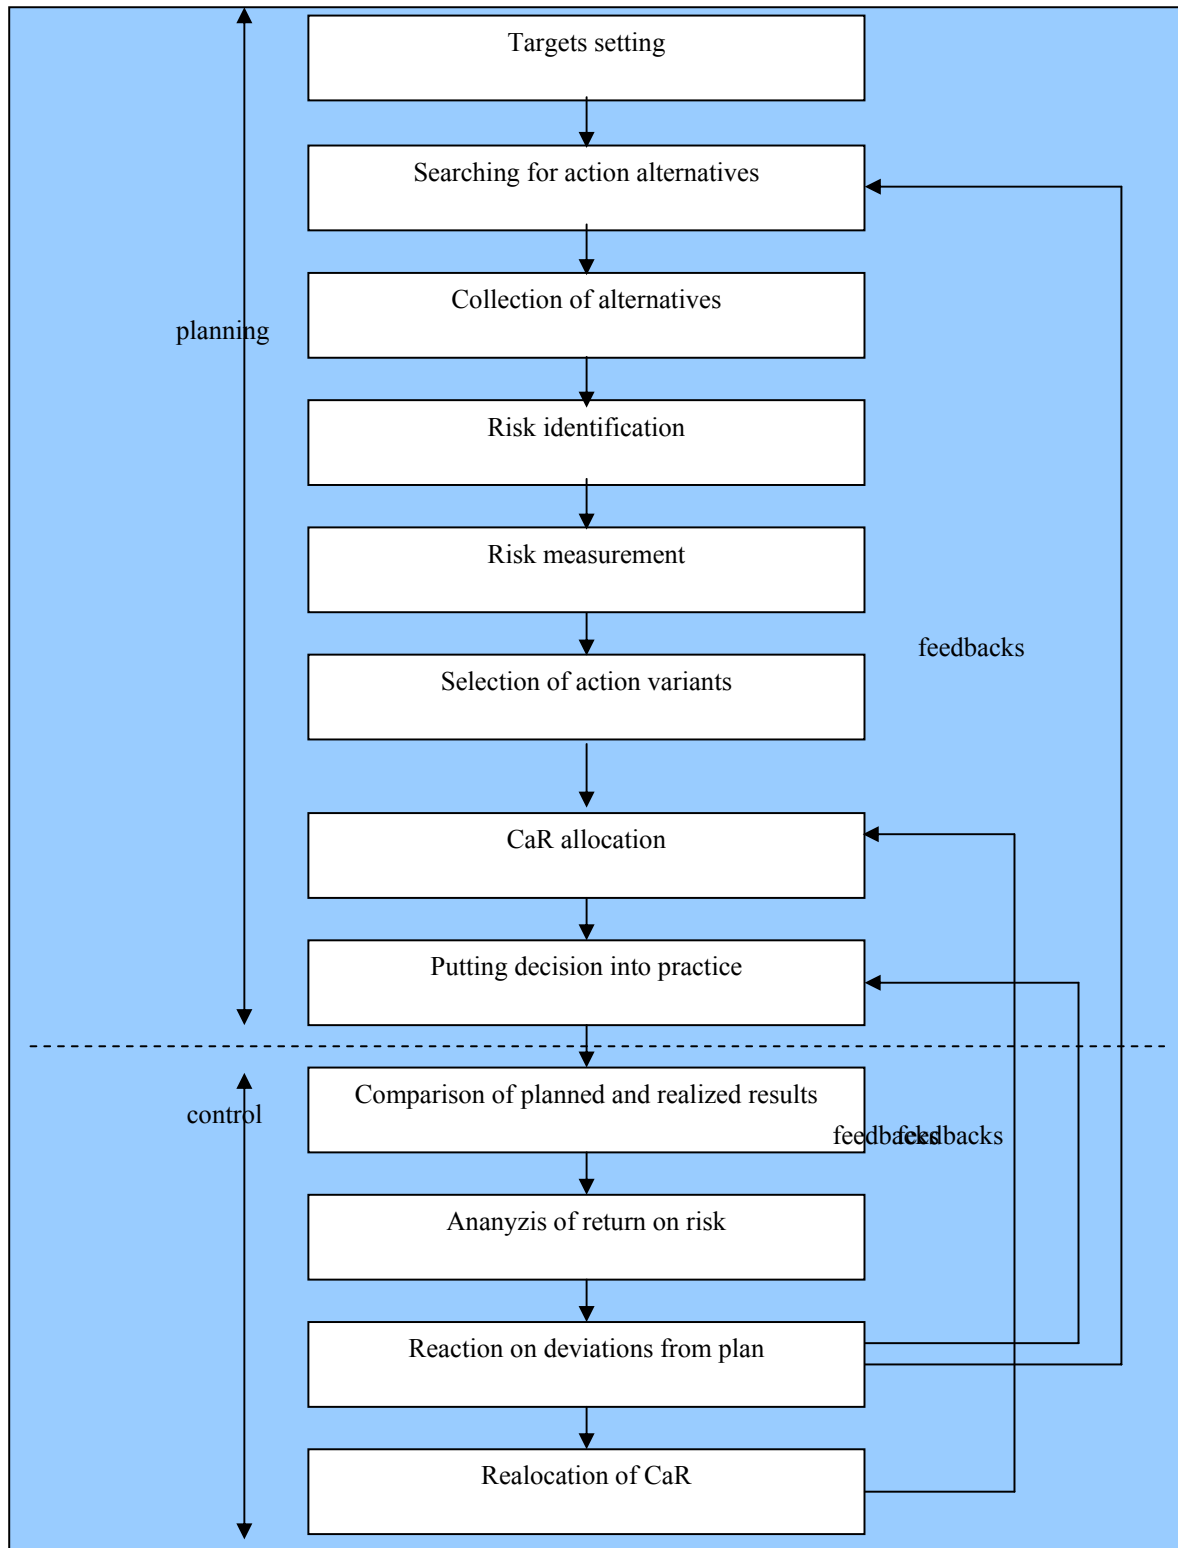 Targets setting
Searching for action alternatives
Collection of alternatives
planning
Risk identification
Risk measurement
feedbacks
Selection of action variants
CaR allocation
Putting decision into practice
Comparison of planned and realized results
control
feedbacks
feedbacks
Ananyzis of return on risk
Reaction on deviations from plan
Realocation of CaR